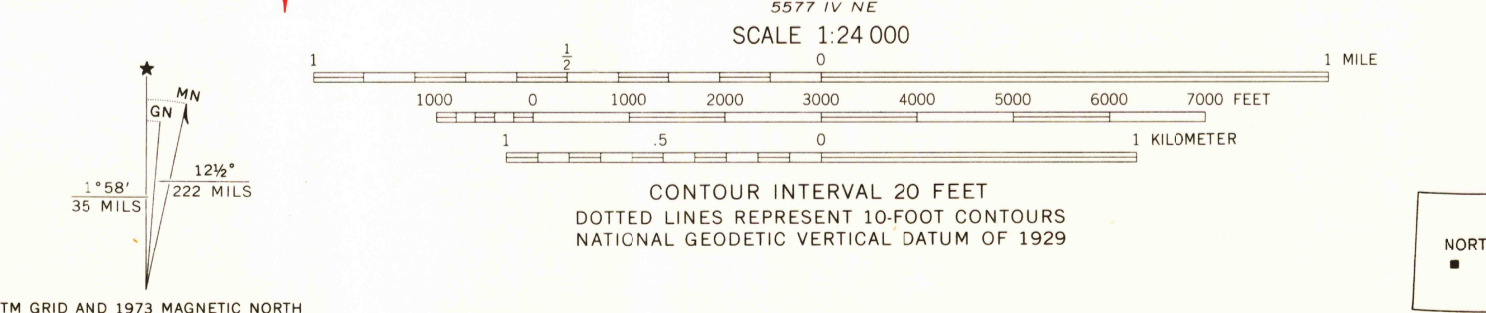 5577 IV NE
SCALE 1:24 000
1 ½ 0 1 MILE
1000 0 1000 2000 3000 4000 5000 6000 7000 FEET
1 .5 0 1 KILOMETER
CONTOUR INTERVAL 20 FEET
DOTTED LINES REPRESENT 10-FOOT CONTOURS
NATIONAL GEODETIC VERTICAL DATUM OF 1929
★
MN
GN
12½°
222 MILS
1°58'
35 MILS
TM GRID AND 1973 MAGNETIC NORTH
NORT